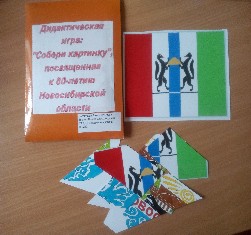 Дидактическая
игра:
"Собери картинку",
посвященная
к 80-летию
Новосибирской
области